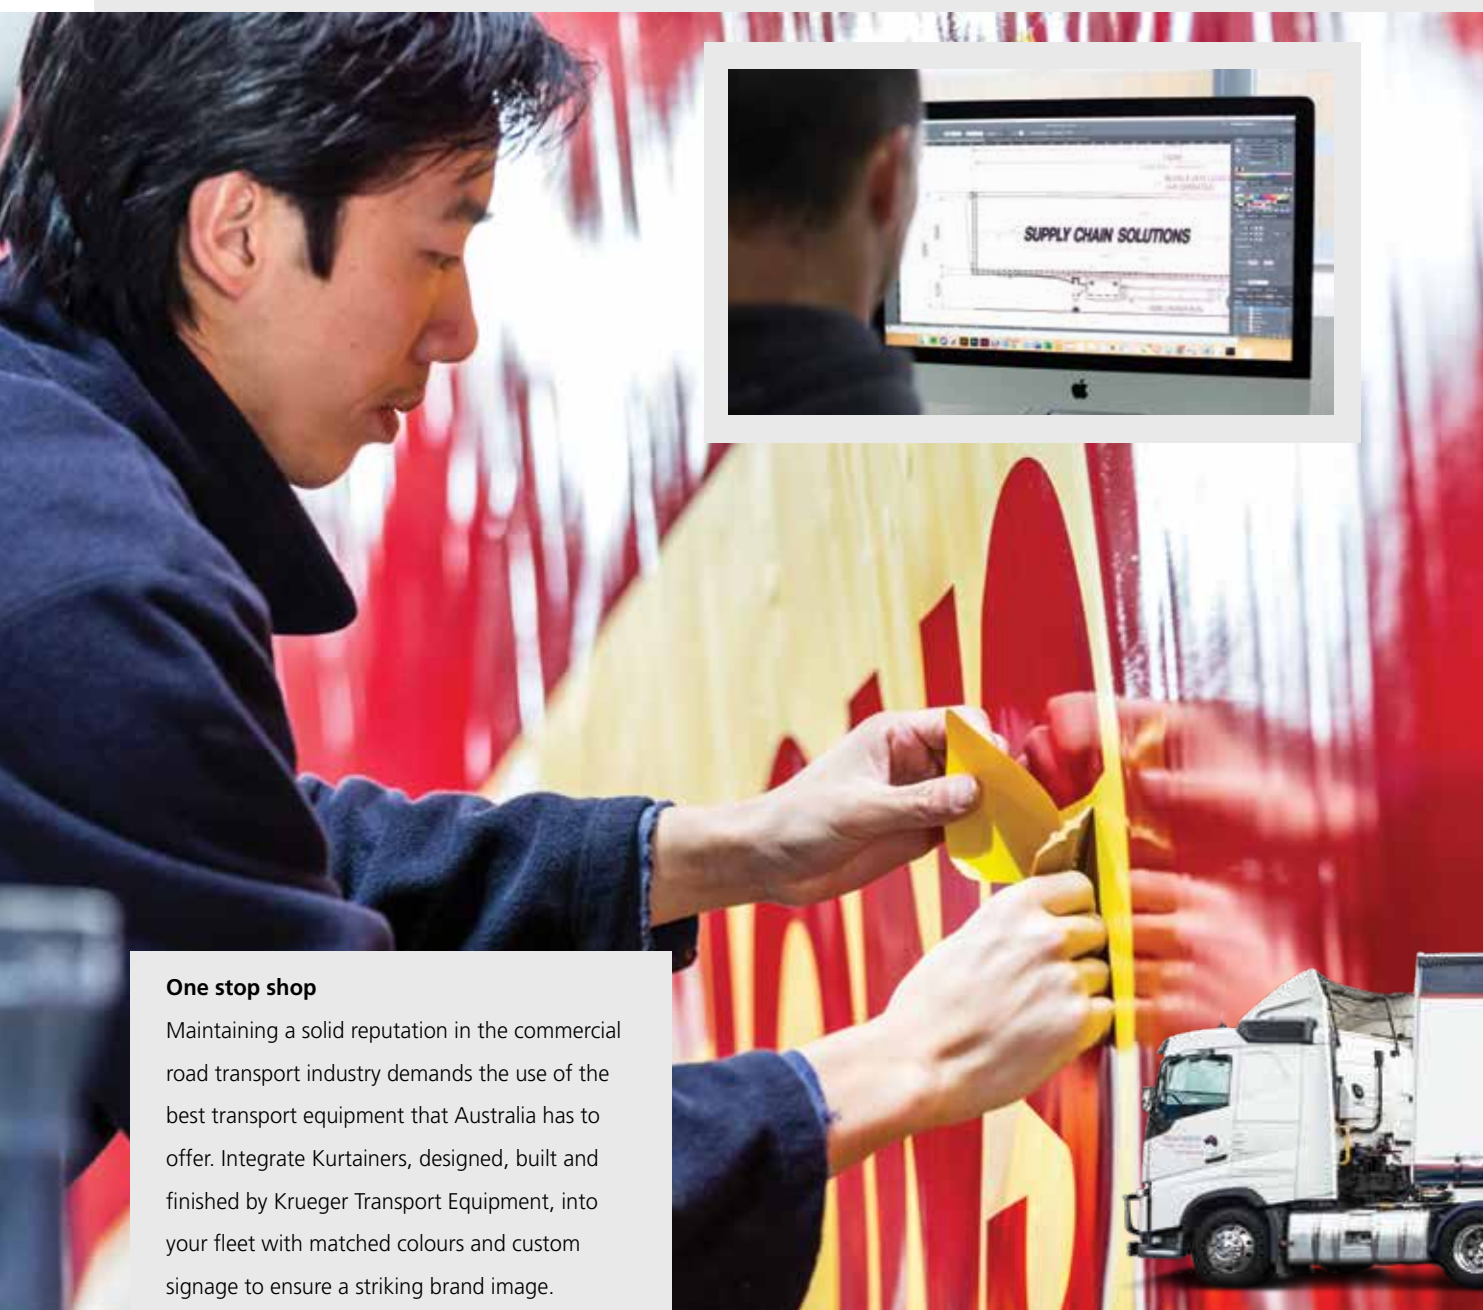 SUPPLY CHAIN SOLUTIONS
One stop shop
Maintaining a solid reputation in the commercial
road transport industry demands the use of the
best transport equipment that Australia has to
offer. Integrate Kurtainers, designed, built and
finished by Krueger Transport Equipment, into
your fleet with matched colours and custom
signage to ensure a striking brand image.